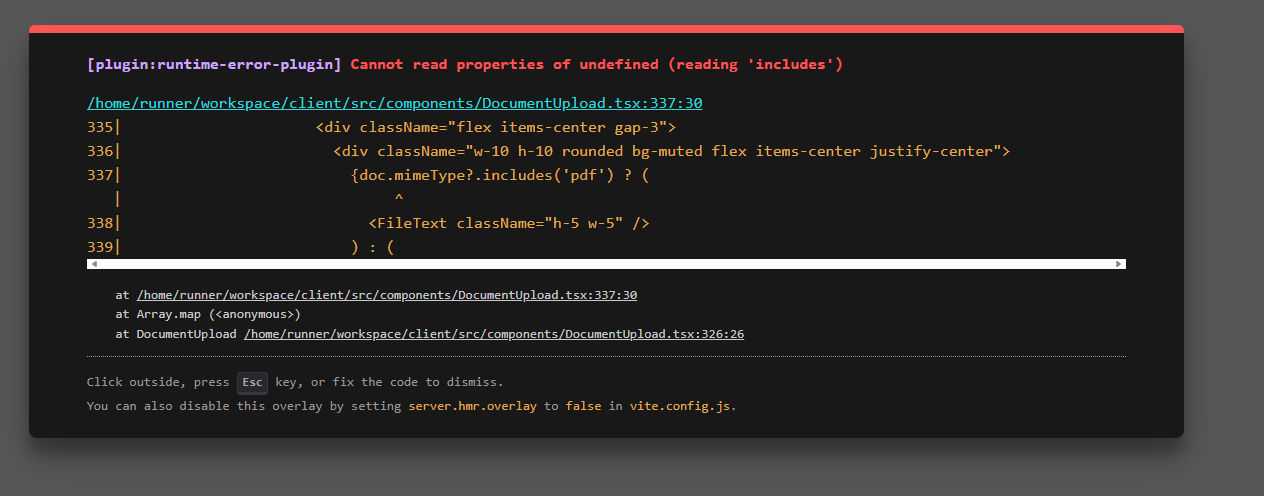 [plugin:runtime-error-plugin] Cannot read properties of undefined (reading 'includes')
/home/runner/workspace/client/src/components/DocumentUpload.tsx:337:30
335|                      <div className="flex items-center gap-3">
336|                        <div className="w-10 h-10 rounded bg-muted flex items-center justify-center">
337|                          {doc.mimeType?.includes('pdf') ? (
   |                               ^
338|                            <FileText className="h-5 w-5" />
339|                          ) : (
at /home/runner/workspace/client/src/components/DocumentUpload.tsx:337:30
at Array.map (<anonymous>)
at DocumentUpload /home/runner/workspace/client/src/components/DocumentUpload.tsx:326:26
Click outside, press Esc key, or fix the code to dismiss.
You can also disable this overlay by setting server.hmr.overlay to false in vite.config.js.